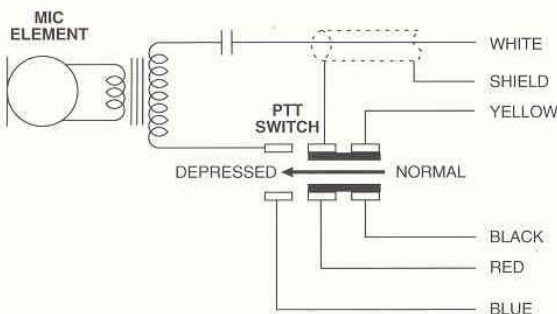 MIC
ELEMENT
WHITE
SHIELD
PTT
SWITCH
YELLOW
DEPRESSED
NORMAL
BLACK
RED
BLUE